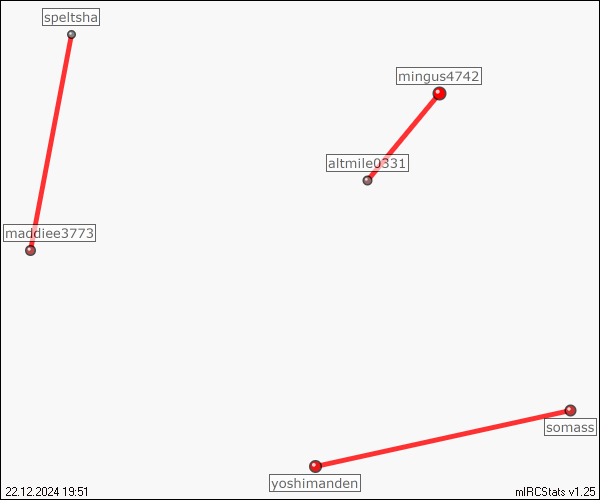 speltsha
mingus4742
altmile0331
maddiee3773
somass
yoshimanden
22.12.2024 19:51
mIRCStats v1.25